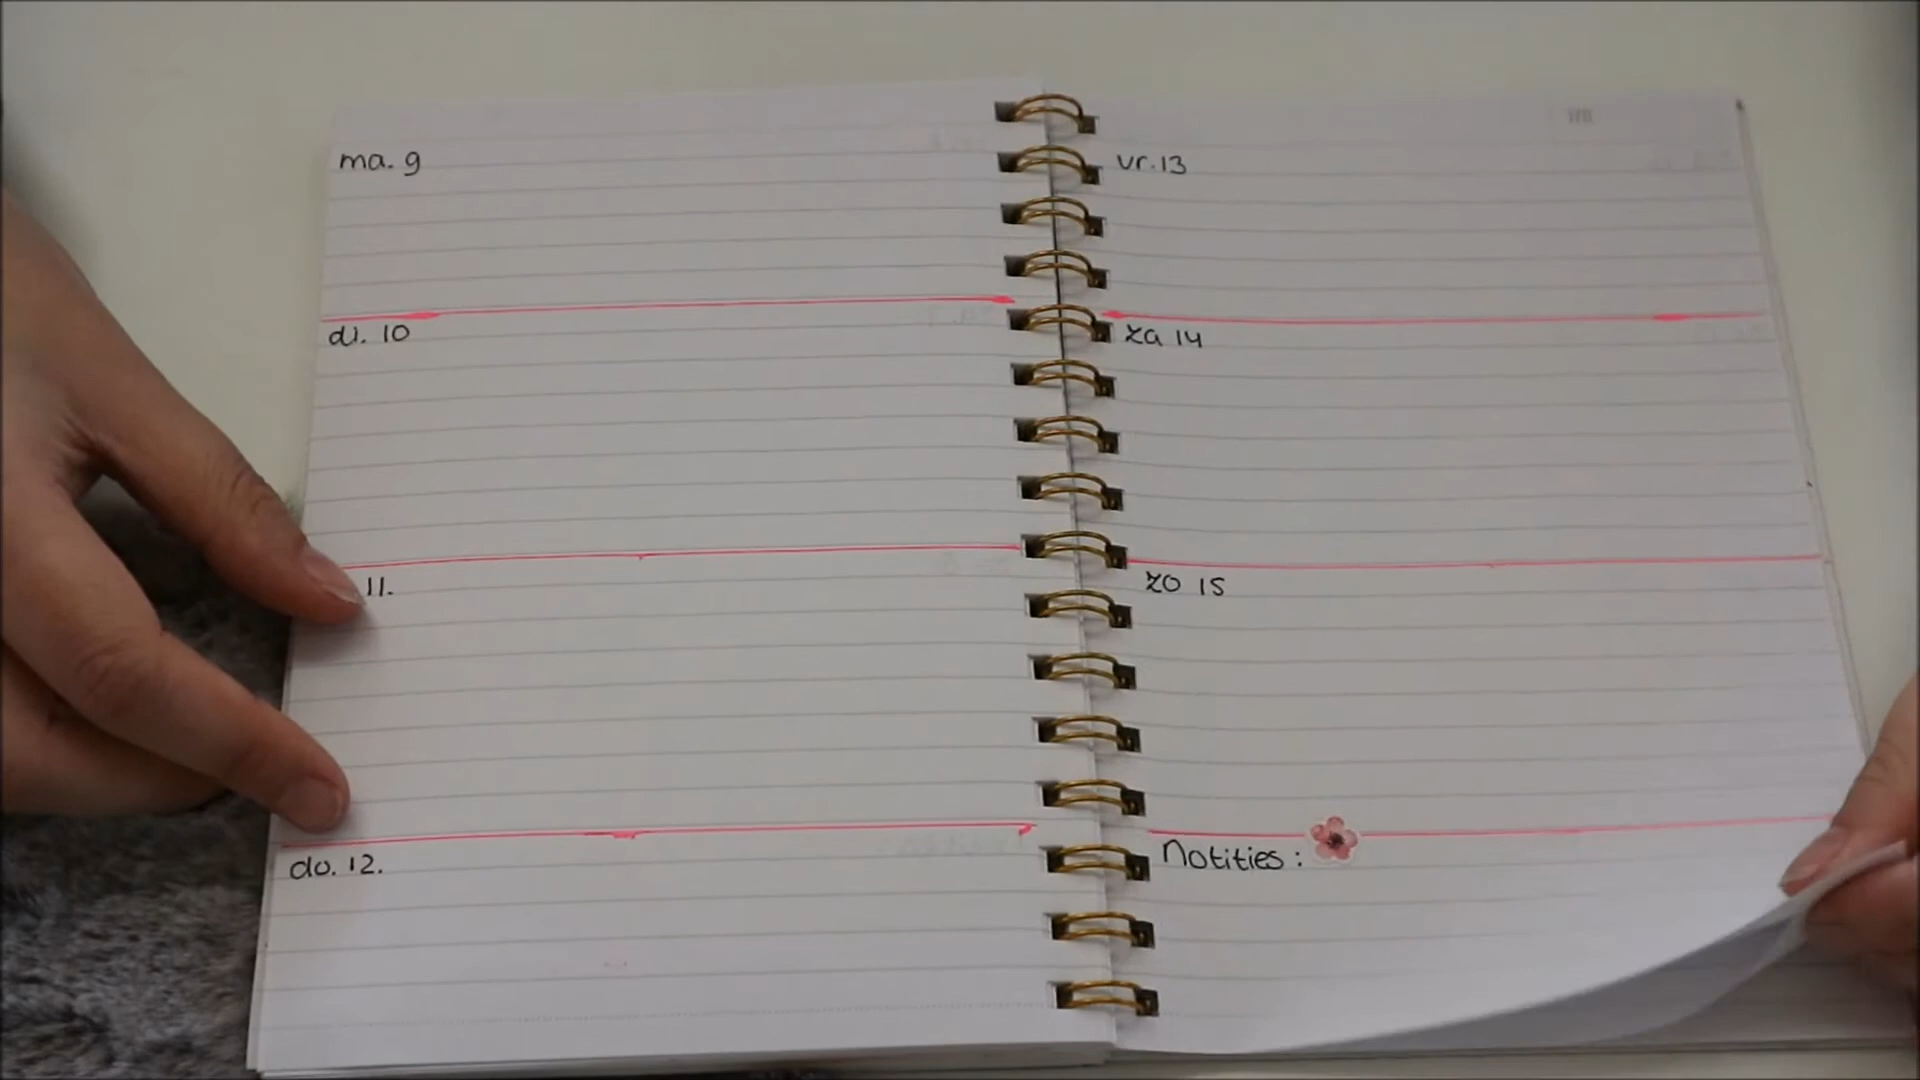 ma. 9
di. 10
11.
do. 12.
vr. 13
za 14
zo 15
Notities :